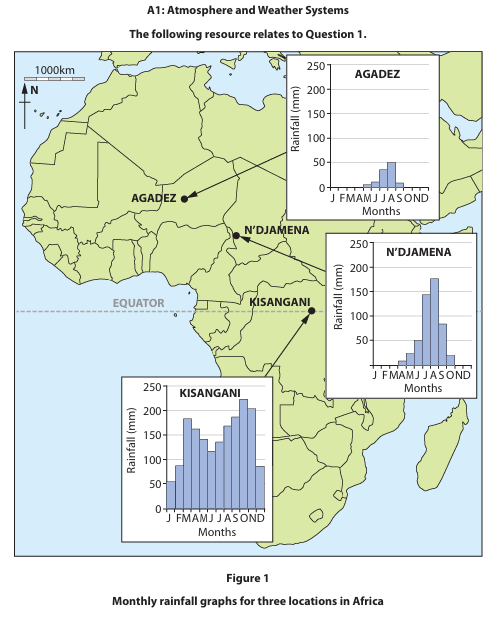 A1: Atmosphere and Weather Systems
The following resource relates to Question 1.
1000km
N
AGADEZ
Rainfall (mm)
250
200
150
100
50
0
J F M A M J J A S O N D
Months
AGADEZ
N'DJAMENA
N'DJAMENA
Rainfall (mm)
250
200
150
100
50
J F M A M J J A S O N D
Months
EQUATOR
KISANGANI
KISANGANI
Rainfall (mm)
250
200
150
100
50
0
J F M A M J J A S O N D
Months
Figure 1
Monthly rainfall graphs for three locations in Africa